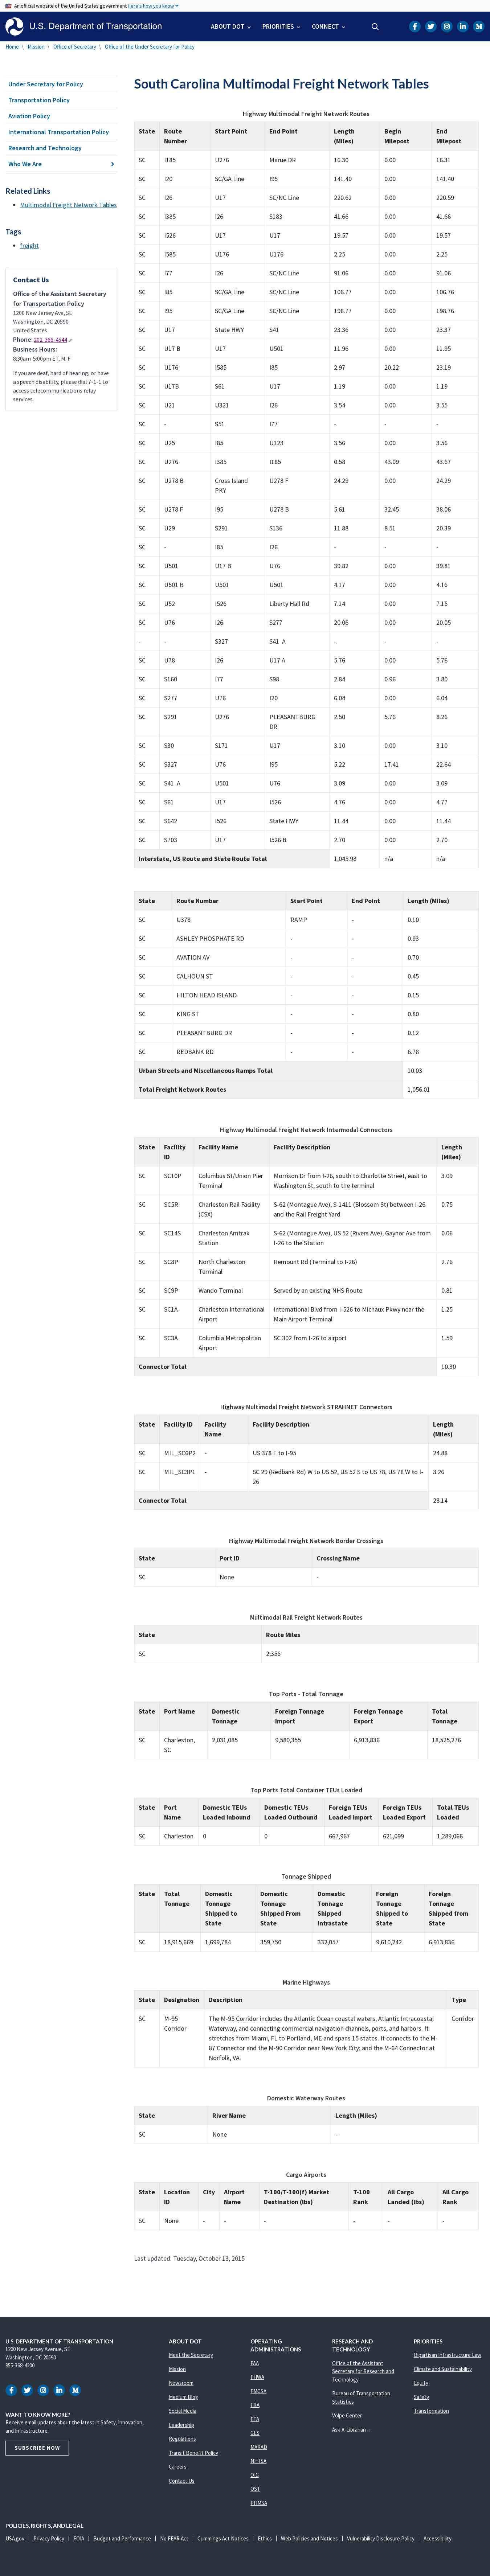 An official website of the United States government Here's how you know
U.S. Department of Transportation
ABOUT DOT
PRIORITIES
CONNECT
Home \ Mission \ Office of Secretary \ Office of the Under Secretary for Policy
Under Secretary for Policy
Transportation Policy
Aviation Policy
International Transportation Policy
Research and Technology
Who We Are
Related Links
Multimodal Freight Network Tables
Tags
freight
Contact Us
Office of the Assistant Secretary
for Transportation Policy
1200 New Jersey Ave, SE
Washington, DC 20590
United States
Phone: 202-366-4544
Business Hours:
8:30am-5:00pm ET, M-F
If you are deaf, hard of hearing, or have
a speech disability, please dial 7-1-1 to
access telecommunications relay
services.
South Carolina Multimodal Freight Network Tables
Highway Multimodal Freight Network Routes
State Route Number Start Point End Point Length (Miles) Begin Milepost End Milepost
SC I185 U276 Marue DR 16.30 0.00 16.31
SC I20 SC/GA Line I95 141.40 0.00 141.40
SC I26 U17 SC/NC Line 220.62 0.00 220.59
SC I385 I26 S183 41.66 0.00 41.66
SC I526 U17 U17 19.57 0.00 19.57
SC I585 U176 U176 2.25 0.00 2.25
SC I77 I26 SC/NC Line 91.06 0.00 91.06
SC I85 SC/GA Line SC/NC Line 106.77 0.00 106.76
SC I95 SC/GA Line SC/NC Line 198.77 0.00 198.76
SC U17 State HWY S41 23.36 0.00 23.37
SC U17 B U17 U501 11.96 0.00 11.95
SC U176 I585 I85 2.97 20.22 23.19
SC U17B S61 U17 1.19 0.00 1.19
SC U21 U321 I26 3.54 0.00 3.55
SC - S51 I77 - - -
SC U25 I85 U123 3.56 0.00 3.56
SC U276 I385 I185 0.58 43.09 43.67
SC U278 B Cross Island PKY U278 F 24.29 0.00 24.29
SC U278 F I95 U278 B 5.61 32.45 38.06
SC U29 S291 S136 11.88 8.51 20.39
SC - I85 I26 - - -
SC U501 U17 B U76 39.82 0.00 39.81
SC U501 B U501 U501 4.17 0.00 4.16
SC U52 I526 Liberty Hall Rd 7.14 0.00 7.15
SC U76 I26 S277 20.06 0.00 20.05
- - S327 S41 A - - -
SC U78 I26 U17 A 5.76 0.00 5.76
SC S160 I77 S98 2.84 0.96 3.80
SC S277 U76 I20 6.04 0.00 6.04
SC S291 U276 PLEASANTBURG DR 2.50 5.76 8.26
SC S30 S171 U17 3.10 0.00 3.10
SC S327 U76 I95 5.22 17.41 22.64
SC S41 A U501 U76 3.09 0.00 3.09
SC S61 U17 I526 4.76 0.00 4.77
SC S642 I526 State HWY 11.44 0.00 11.44
SC S703 U17 I526 B 2.70 0.00 2.70
Interstate, US Route and State Route Total 1,045.98 n/a n/a
State Route Number Start Point End Point Length (Miles)
SC U378 RAMP - 0.10
SC ASHLEY PHOSPHATE RD - - 0.93
SC AVATION AV - - 0.70
SC CALHOUN ST - - 0.45
SC HILTON HEAD ISLAND - - 0.15
SC KING ST - - 0.80
SC PLEASANTBURG DR - - 0.12
SC REDBANK RD - - 6.78
Urban Streets and Miscellaneous Ramps Total 10.03
Total Freight Network Routes 1,056.01
Highway Multimodal Freight Network Intermodal Connectors
State Facility ID Facility Name Facility Description Length (Miles)
SC SC10P Columbus St/Union Pier Terminal Morrison Dr from I-26, south to Charlotte Street, east to Washington St, south to the terminal 3.09
SC SC5R Charleston Rail Facility (CSX) S-62 (Montague Ave), S-1411 (Blossom St) between I-26 and the Rail Freight Yard 0.75
SC SC14S Charleston Amtrak Station S-62 (Montague Ave), US 52 (Rivers Ave), Gaynor Ave from I-26 to the Station 0.06
SC SC8P North Charleston Terminal Remount Rd (Terminal to I-26) 2.76
SC SC9P Wando Terminal Served by an existing NHS Route 0.81
SC SC1A Charleston International Airport International Blvd from I-526 to Michaux Pkwy near the Main Airport Terminal 1.25
SC SC3A Columbia Metropolitan Airport SC 302 from I-26 to airport 1.59
Connector Total 10.30
Highway Multimodal Freight Network STRAHNET Connectors
State Facility ID Facility Name Facility Description Length (Miles)
SC MIL_SC6P2 - US 378 E to I-95 24.88
SC MIL_SC3P1 - SC 29 (Redbank Rd) W to US 52, US 52 S to US 78, US 78 W to I-26 3.26
Connector Total 28.14
Highway Multimodal Freight Network Border Crossings
State Port ID Crossing Name
SC None -
Multimodal Rail Freight Network Routes
State Route Miles
SC 2,356
Top Ports - Total Tonnage
State Port Name Domestic Tonnage Foreign Tonnage Import Foreign Tonnage Export Total Tonnage
SC Charleston, SC 2,031,085 9,580,355 6,913,836 18,525,276
Top Ports Total Container TEUs Loaded
State Port Name Domestic TEUs Loaded Inbound Domestic TEUs Loaded Outbound Foreign TEUs Loaded Import Foreign TEUs Loaded Export Total TEUs Loaded
SC Charleston 0 0 667,967 621,099 1,289,066
Tonnage Shipped
State Total Tonnage Domestic Tonnage Shipped to State Domestic Tonnage Shipped From State Domestic Tonnage Shipped Intrastate Foreign Tonnage Shipped to State Foreign Tonnage Shipped from State
SC 18,915,669 1,699,784 359,750 332,057 9,610,242 6,913,836
Marine Highways
State Designation Description Type
SC M-95 Corridor The M-95 Corridor includes the Atlantic Ocean coastal waters, Atlantic Intracoastal Waterway, and connecting commercial navigation channels, ports, and harbors. It stretches from Miami, FL to Portland, ME and spans 15 states. It connects to the M-87 Connector and the M-90 Corridor near New York City; and the M-64 Connector at Norfolk, VA. Corridor
Domestic Waterway Routes
State River Name Length (Miles)
SC None -
Cargo Airports
State Location ID City Airport Name T-100/T-100(f) Market Destination (lbs) T-100 Rank All Cargo Landed (lbs) All Cargo Rank
SC None - - - - - -
Last updated: Tuesday, October 13, 2015
U.S. DEPARTMENT OF TRANSPORTATION
1200 New Jersey Avenue, SE
Washington, DC 20590
855-368-4200
WANT TO KNOW MORE?
Receive email updates about the latest in Safety, Innovation,
and Infrastructure.
SUBSCRIBE NOW
ABOUT DOT
Meet the Secretary
Mission
Newsroom
Medium Blog
Social Media
Leadership
Regulations
Transit Benefit Policy
Careers
Contact Us
OPERATING
ADMINISTRATIONS
FAA
FHWA
FMCSA
FRA
FTA
GLS
MARAD
NHTSA
OIG
OST
PHMSA
RESEARCH AND
TECHNOLOGY
Office of the Assistant
Secretary for Research and
Technology
Bureau of Transportation
Statistics
Volpe Center
Ask-A-Librarian
PRIORITIES
Bipartisan Infrastructure Law
Climate and Sustainability
Equity
Safety
Transformation
POLICIES, RIGHTS, AND LEGAL
USA.gov | Privacy Policy | FOIA | Budget and Performance | No FEAR Act | Cummings Act Notices | Ethics | Web Policies and Notices | Vulnerability Disclosure Policy | Accessibility